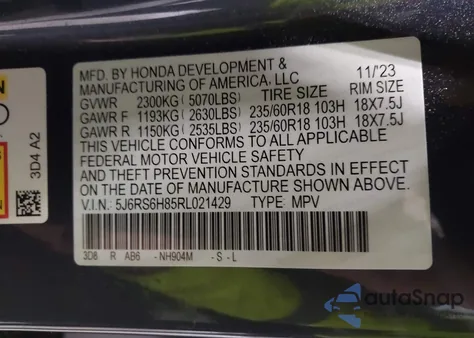 MFD. BY HONDA DEVELOPMENT & 11/'23
MANUFACTURING OF AMERICA, LLC
GVWR 2300KG ( 5070LBS) TIRE SIZE RIM SIZE
GAWR F 1193KG ( 2630LBS) 235/60R18 103H 18X7.5J
GAWR R 1150KG ( 2535LBS) 235/60R18 103H 18X7.5J
THIS VEHICLE CONFORMS TO ALL APPLICABLE
FEDERAL MOTOR VEHICLE SAFETY
AND THEFT PREVENTION STANDARDS IN EFFECT
ON THE DATE OF MANUFACTURE SHOWN ABOVE.
V.I.N.: 5J6RS6H85RL021429 TYPE: MPV
3D8 R AB6 -NH904M -S-L
3D4 A2
autaSnap